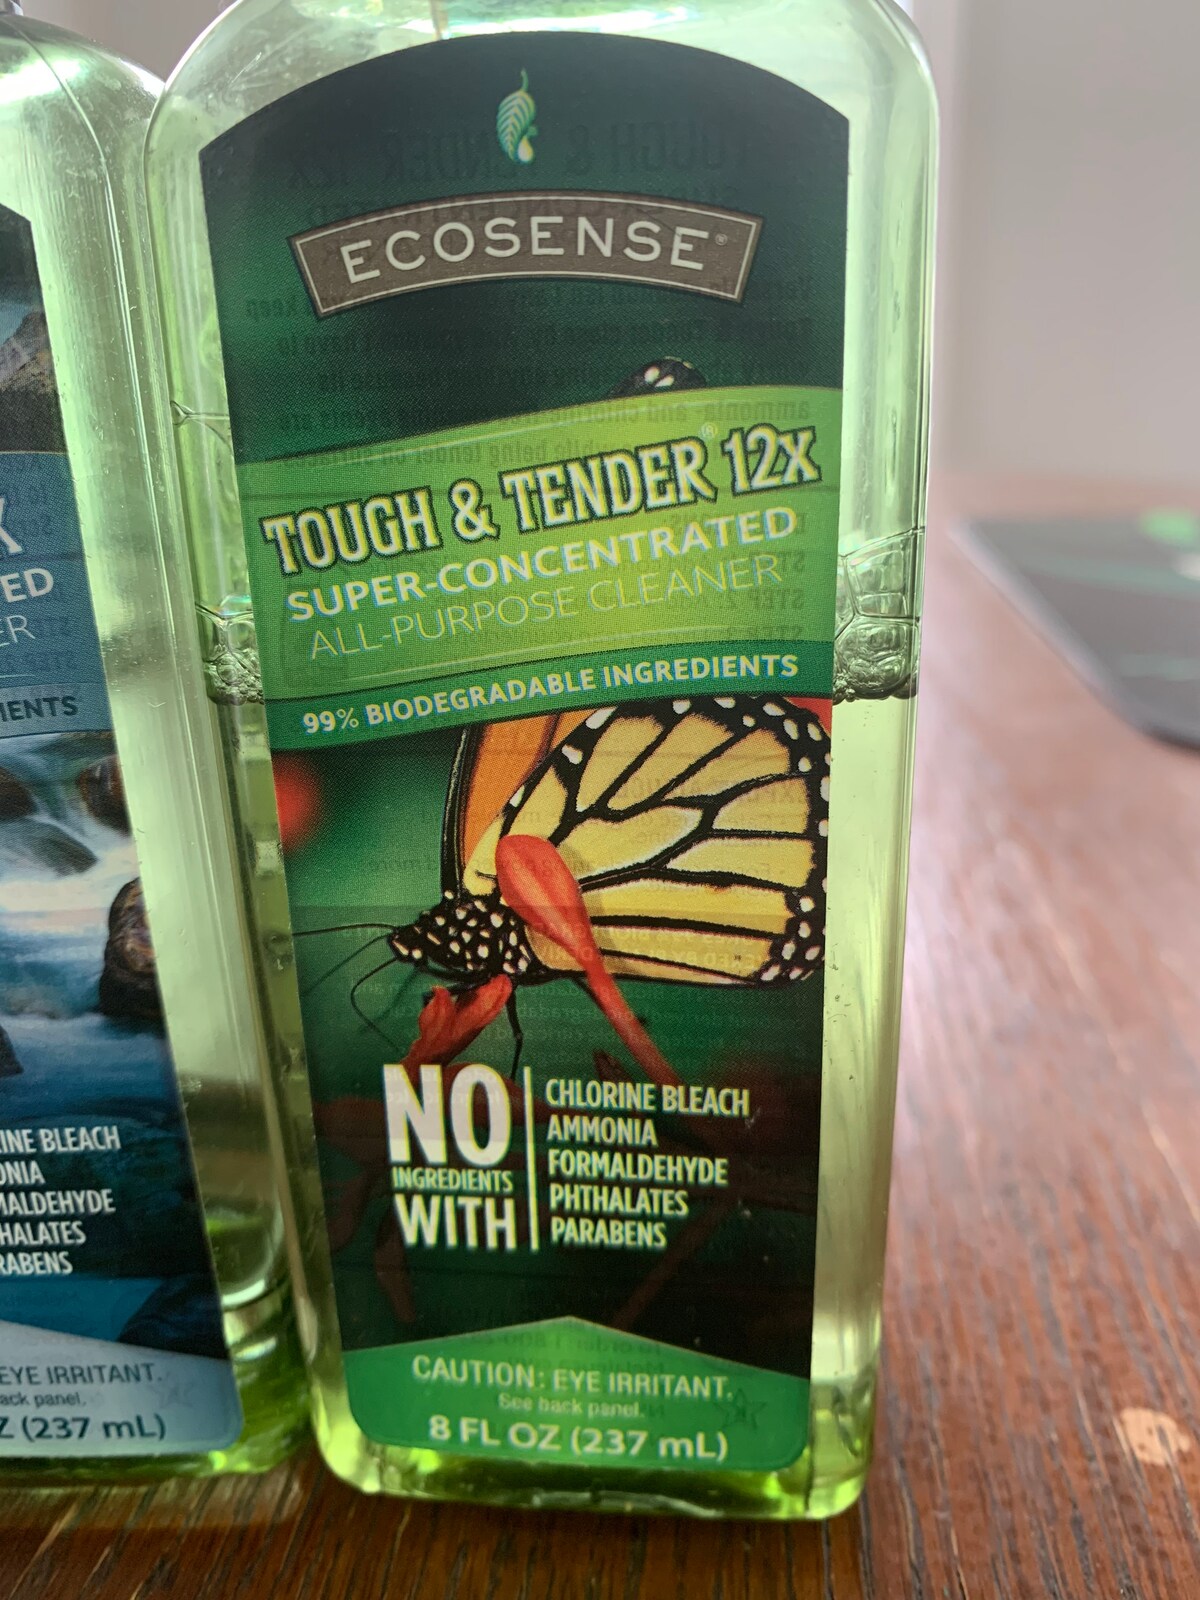 ECOSENSE®
TOUGH & TENDER® 12X
SUPER-CONCENTRATED
ALL-PURPOSE CLEANER
99% BIODEGRADABLE INGREDIENTS
NO
INGREDIENTS
WITH
CHLORINE BLEACH
AMMONIA
FORMALDEHYDE
PHTHALATES
PARABENS
CAUTION: EYE IRRITANT.
See back panel.
8 FL OZ (237 mL)
X
ED
ER
IENTS
INE BLEACH
ONIA
MALDEHYDE
HALATES
RABENS
EYE IRRITANT.
ack panel.
Z (237 mL)